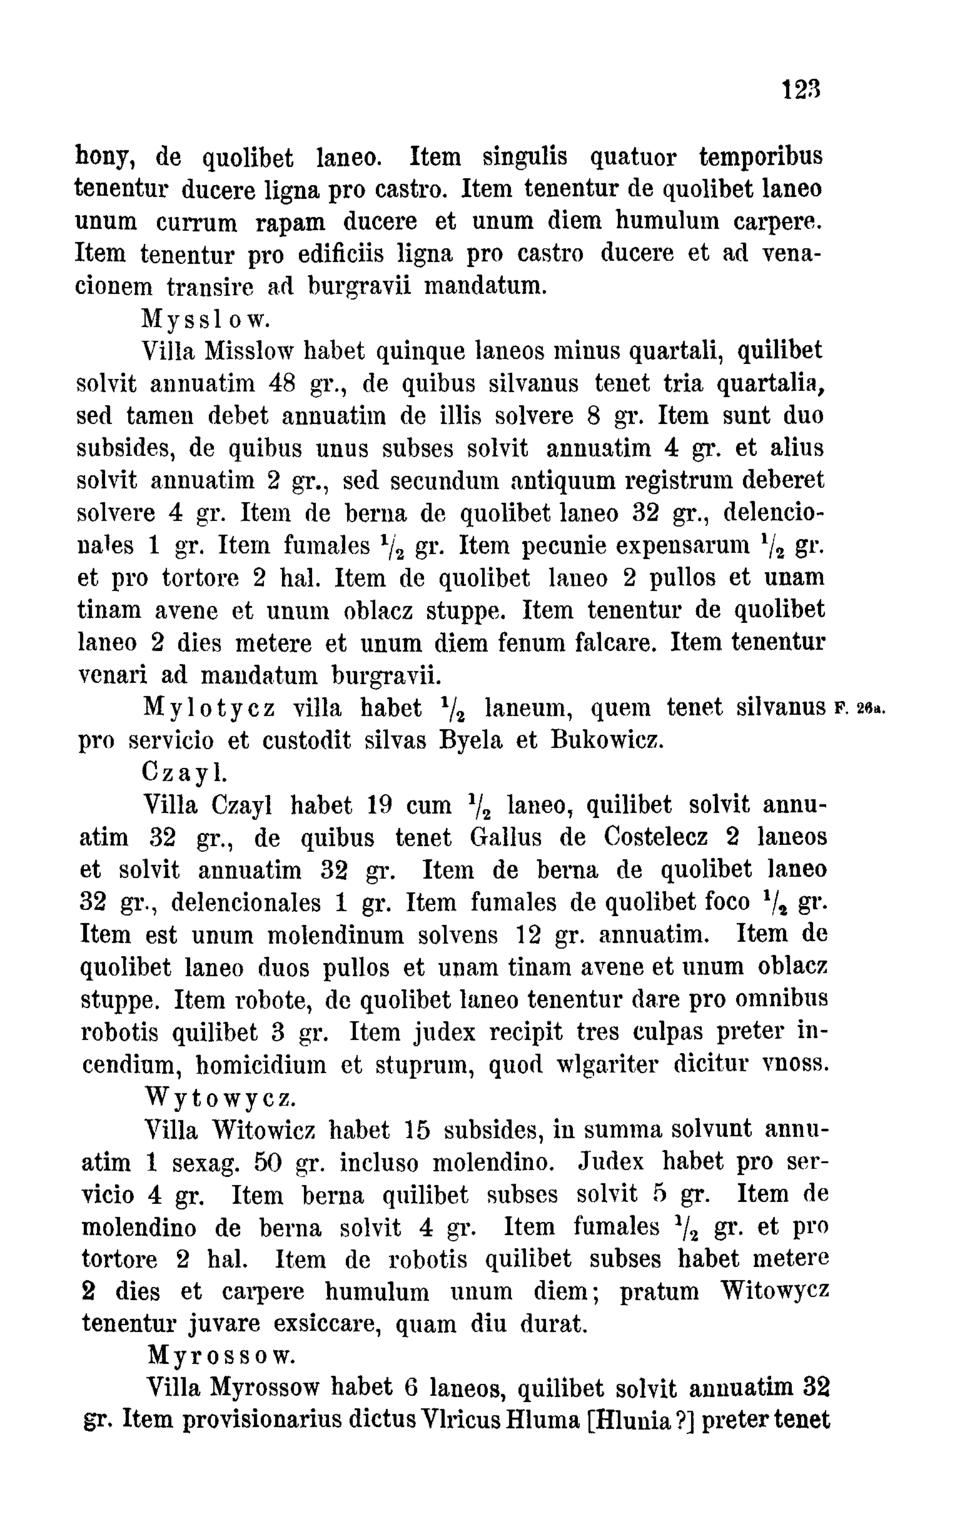 123
hony, de quolibet laneo. Item singulis quatuor temporibus
tenentur ducere ligna pro castro. Item tenentur de quolibet laneo
unum currum rapam ducere et unum diem humulum carpere.
Item tenentur pro edificiis ligna pro castro ducere et ad vena-
cionem transire ad burgravii mandatum.
Mysslow.
Villa Misslow habet quinque laneos minus quartali, quilibet
solvit annuatim 48 gr., de quibus silvanus tenet tria quartalia,
sed tamen debet annuatim de illis solvere 8 gr. Item sunt duo
subsides, de quibus unus subses solvit annuatim 4 gr. et alius
solvit annuatim 2 gr., sed secundum antiquum registrum deberet
solvere 4 gr. Item de berna de quolibet laneo 32 gr., delencio-
nales 1 gr. Item fumales ½ gr. Item pecunie expensarum ½ gr.
et pro tortore 2 hal. Item de quolibet laneo 2 pullos et unam
tinam avene et unum oblacz stuppe. Item tenentur de quolibet
laneo 2 dies metere et unum diem fenum falcare. Item tenentur
venari ad mandatum burgravii.
Mylotycz villa habet ½ laneum, quem tenet silvanus F. 26a.
pro servicio et custodit silvas Byela et Bukowicz.
Czayl.
Villa Czayl habet 19 cum ½ laneo, quilibet solvit annu-
atim 32 gr., de quibus tenet Gallus de Costelecz 2 laneos
et solvit annuatim 32 gr. Item de berna de quolibet laneo
32 gr., delencionales 1 gr. Item fumales de quolibet foco ½ gr.
Item est unum molendinum solvens 12 gr. annuatim. Item de
quolibet laneo duos pullos et unam tinam avene et unum oblacz
stuppe. Item robote, de quolibet laneo tenentur dare pro omnibus
robotis quilibet 3 gr. Item judex recipit tres culpas preter in-
cendium, homicidium et stuprum, quod wlgariter dicitur vnoss.
Wytowycz.
Villa Witowicz habet 15 subsides, in summa solvunt annu-
atim 1 sexag. 50 gr. incluso molendino. Judex habet pro ser-
vicio 4 gr. Item berna quilibet subses solvit 5 gr. Item de
molendino de berna solvit 4 gr. Item fumales ½ gr. et pro
tortore 2 hal. Item de robotis quilibet subses habet metere
2 dies et carpere humulum unum diem; pratum Witowycz
tenentur juvare exsiccare, quam diu durat.
Myrossow.
Villa Myrossow habet 6 laneos, quilibet solvit annuatim 32
gr. Item provisionarius dictus Vlricus Hluma [Hlunia?] preter tenet